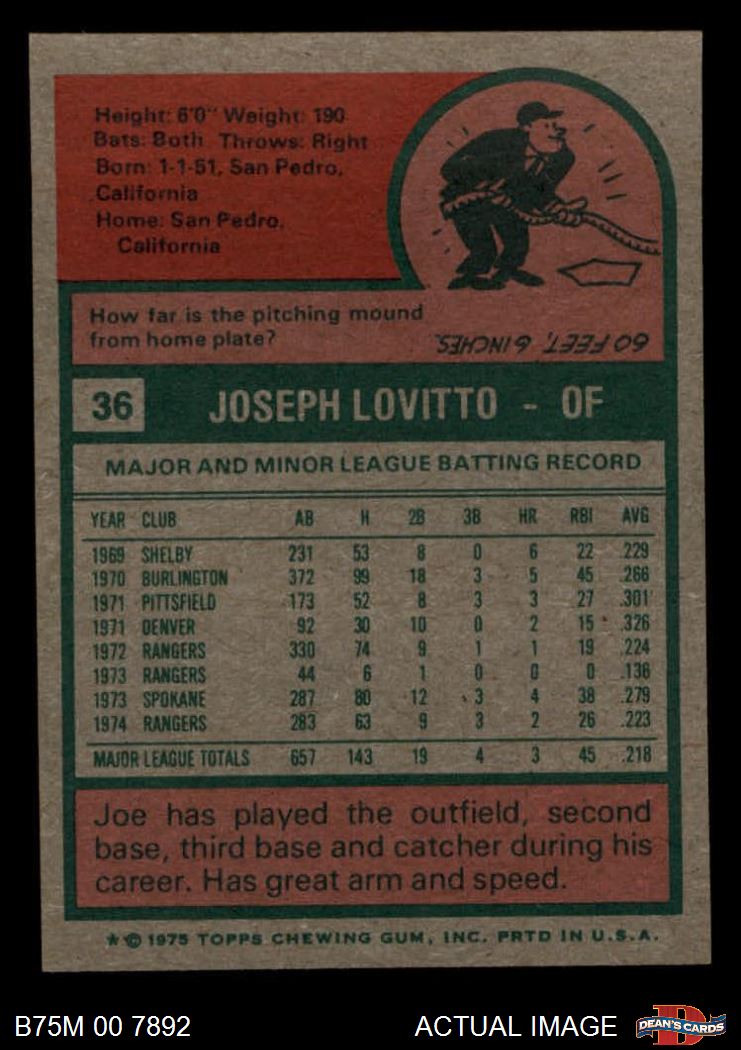 Height: 6'0" Weight: 190
Bats: Both Throws: Right
Born: 1-1-51, San Pedro,
California
Home: San Pedro,
California
How far is the pitching mound
from home plate?
60 FEET, 6 INCHES.
36 JOSEPH LOVITTO - OF
MAJOR AND MINOR LEAGUE BATTING RECORD
YEAR CLUB AB H 2B 3B HR RBI AVG
1969 SHELBY 231 53 8 0 6 22 .229
1970 BURLINGTON 372 99 18 3 5 45 .266
1971 PITTSFIELD 173 52 8 3 3 27 .301
1971 DENVER 92 30 10 0 2 15 .326
1972 RANGERS 330 74 9 1 1 19 .224
1973 RANGERS 44 6 1 0 0 0 .136
1973 SPOKANE 287 80 12 3 4 38 .279
1974 RANGERS 283 63 9 3 2 26 .223
MAJOR LEAGUE TOTALS 657 143 19 4 3 45 .218
Joe has played the outfield, second
base, third base and catcher during his
career. Has great arm and speed.
★© 1975 TOPPS CHEWING GUM, INC. PRTD IN U.S.A.
B75M 00 7892 ACTUAL IMAGE D DEAN'S CARDS